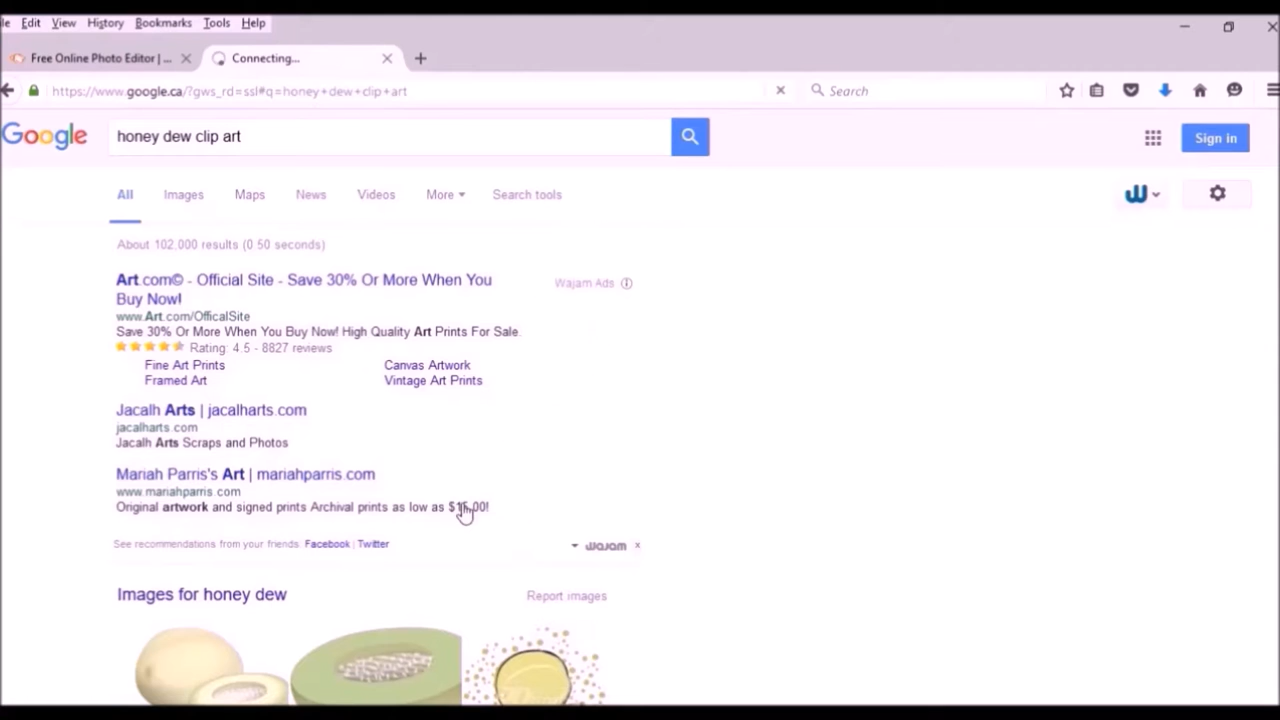 le Edit View History Bookmarks Tools Help
Free Online Photo Editor | ... Connecting...
https://www.google.ca/?gws_rd=ssl#q=honey+dew+clip+art Search
Google honey dew clip art Sign in
All Images Maps News Videos More Search tools
About 102,000 results (0.50 seconds)
Art.com© - Official Site - Save 30% Or More When You
Buy Now! Wajam Ads
www.Art.com/OfficalSite
Save 30% Or More When You Buy Now! High Quality Art Prints For Sale.
Rating: 4.5 - 8827 reviews
Fine Art Prints Canvas Artwork
Framed Art Vintage Art Prints
Jacalh Arts | jacalharts.com
jacalharts.com
Jacalh Arts Scraps and Photos
Mariah Parris's Art | mariahparris.com
www.mariahparris.com
Original artwork and signed prints Archival prints as low as
See recommendations from your friends. Facebook | Twitter wajam x
Images for honey dew Report images